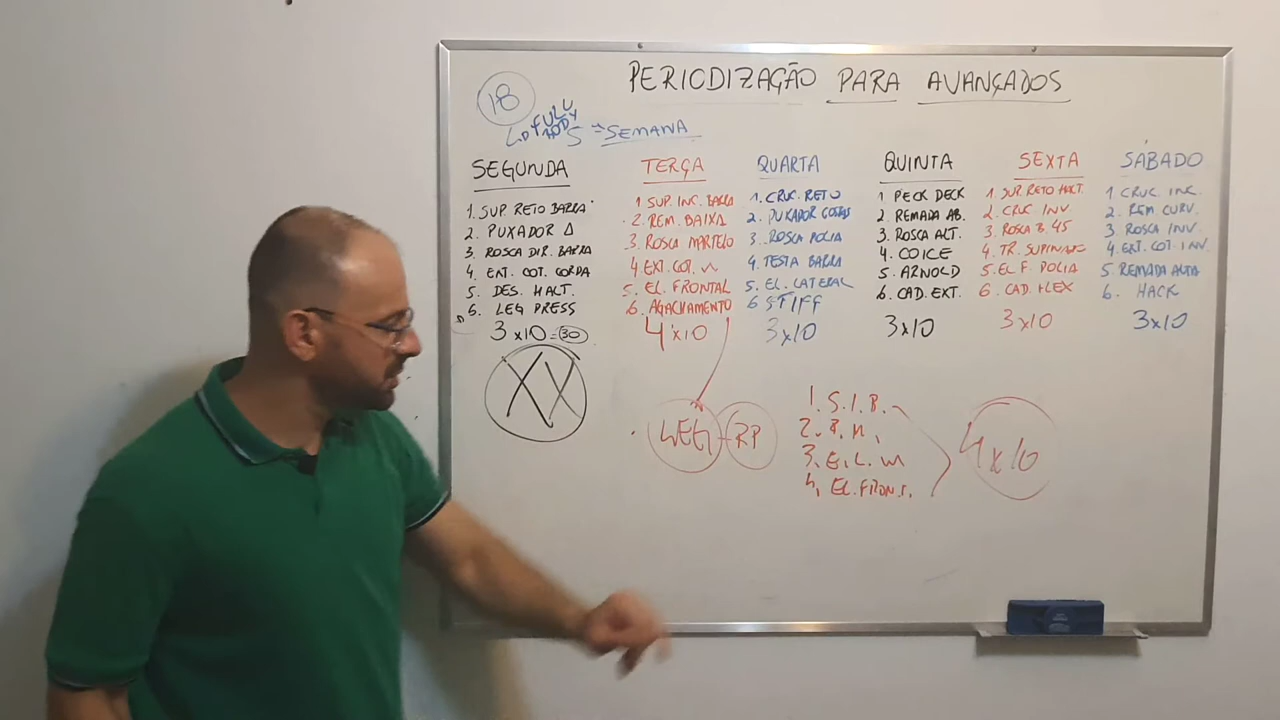 PERIODIZAÇÃO PARA AVANÇADOS
18
FULL BODY 5 = SEMANA
SEGUNDA
1. SUP RETO BARRA
2. PUXADOR Δ
3. ROSCA DIR. BARRA
4. EXT. COT. CORDA
5. DES. HALT.
6. LEG PRESS
3x10=30
XX
TERÇA
1 SUP. INC. BARRA
2. REM. BAIXA
3. ROSCA MARTELO
4. EXT. COT. W
5. EL. FRONTAL
6. AGACHAMENTO
4x10
QUARTA
1. CRUC. RETO
2. PUXADOR COSTAS
3. ROSCA POLIA
4. TESTA BARRA
5. EL. LATERAL
6 STIFF
3x10
QUINTA
1 PECK DECK
2. REMADA AB.
3. ROSCA ALT.
4. COICE
5. ARNOLD
6. CAD. EXT.
3x10
SEXTA
1. SUP. RETO HALT.
2. CRUC INV.
3. ROSCA B. 45
4. TR. SUPINADO
5. EL F. POLIA
6. CAD. FLEX
3x10
SÁBADO
1 CRUC INC.
2. REM CURV.
3. ROSCA INV.
4. EXT. COT. INV.
5. REMADA ALTA
6. HACK
3x10
LEG - RP
1. S.I.B.
3. E.C. W
4. EL. FRONT.
4x10